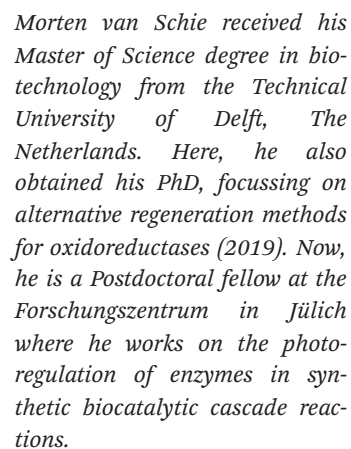 Morten van Schie received his
Master of Science degree in bio-
technology from the Technical
University of Delft, The
Netherlands. Here, he also
obtained his PhD, focussing on
alternative regeneration methods
for oxidoreductases (2019). Now,
he is a Postdoctoral fellow at the
Forschungszentrum in Jülich
where he works on the photo-
regulation of enzymes in syn-
thetic biocatalytic cascade reac-
tions.